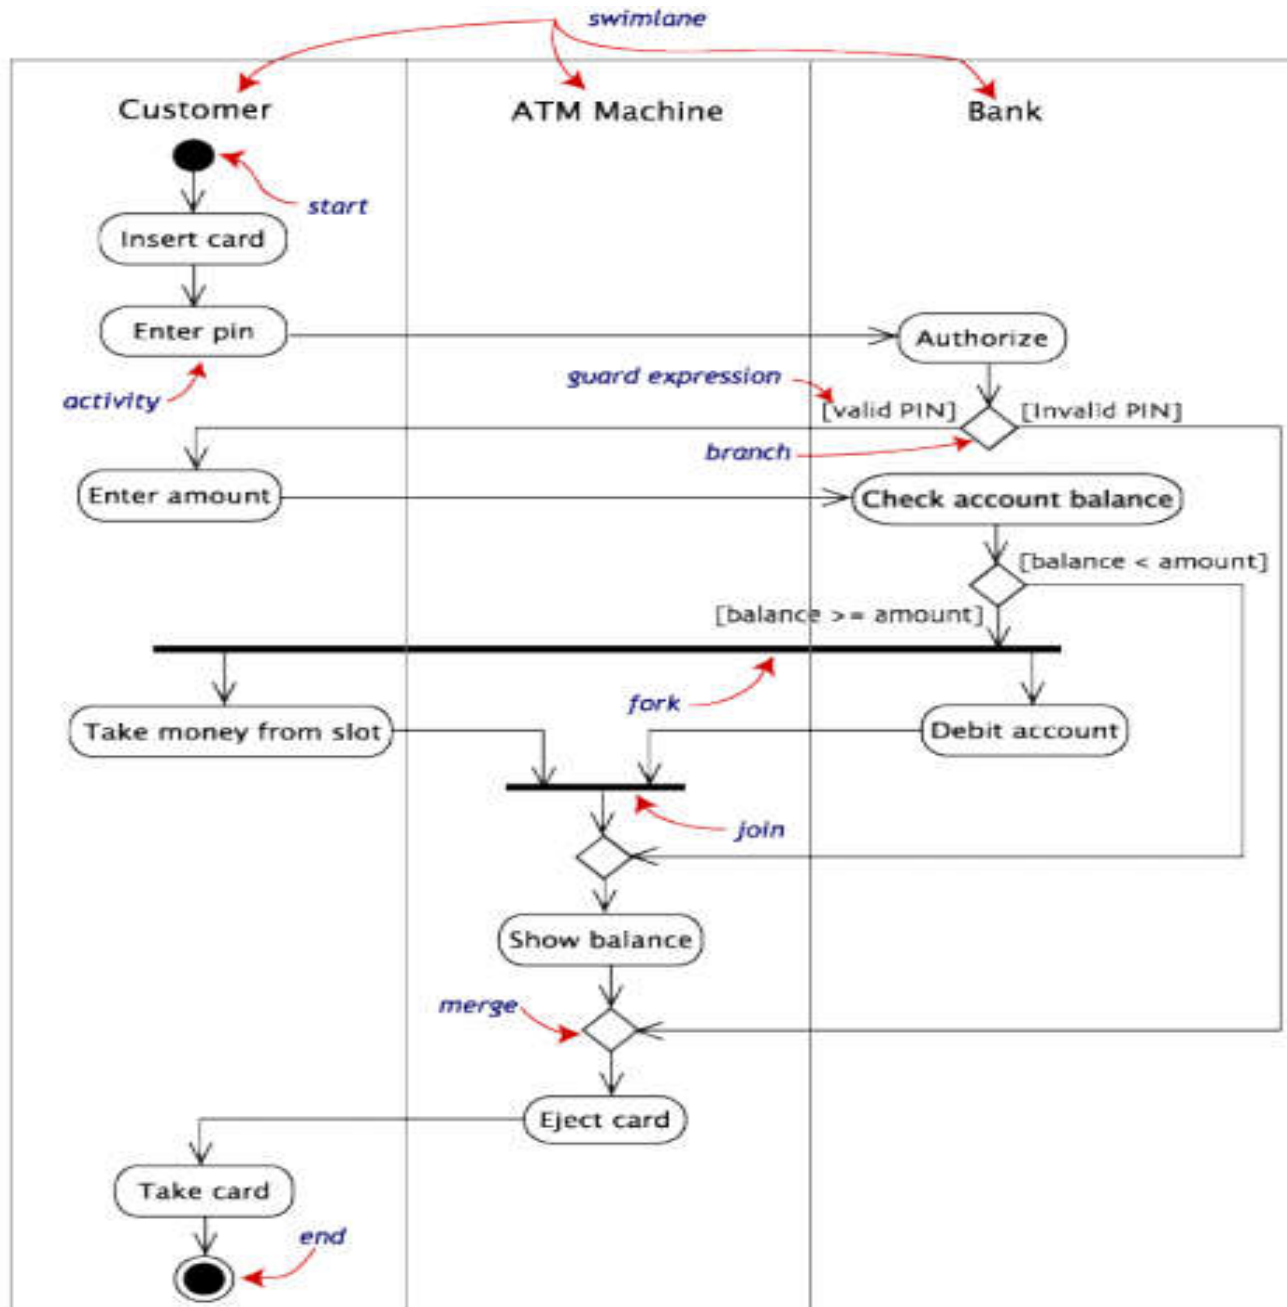 swimlane
Customer
ATM Machine
Bank
start
Insert card
Enter pin
Authorize
activity
guard expression
[valid PIN]
[Invalid PIN]
branch
Enter amount
Check account balance
[balance < amount]
[balance >= amount]
fork
Take money from slot
Debit account
join
Show balance
merge
Eject card
Take card
end